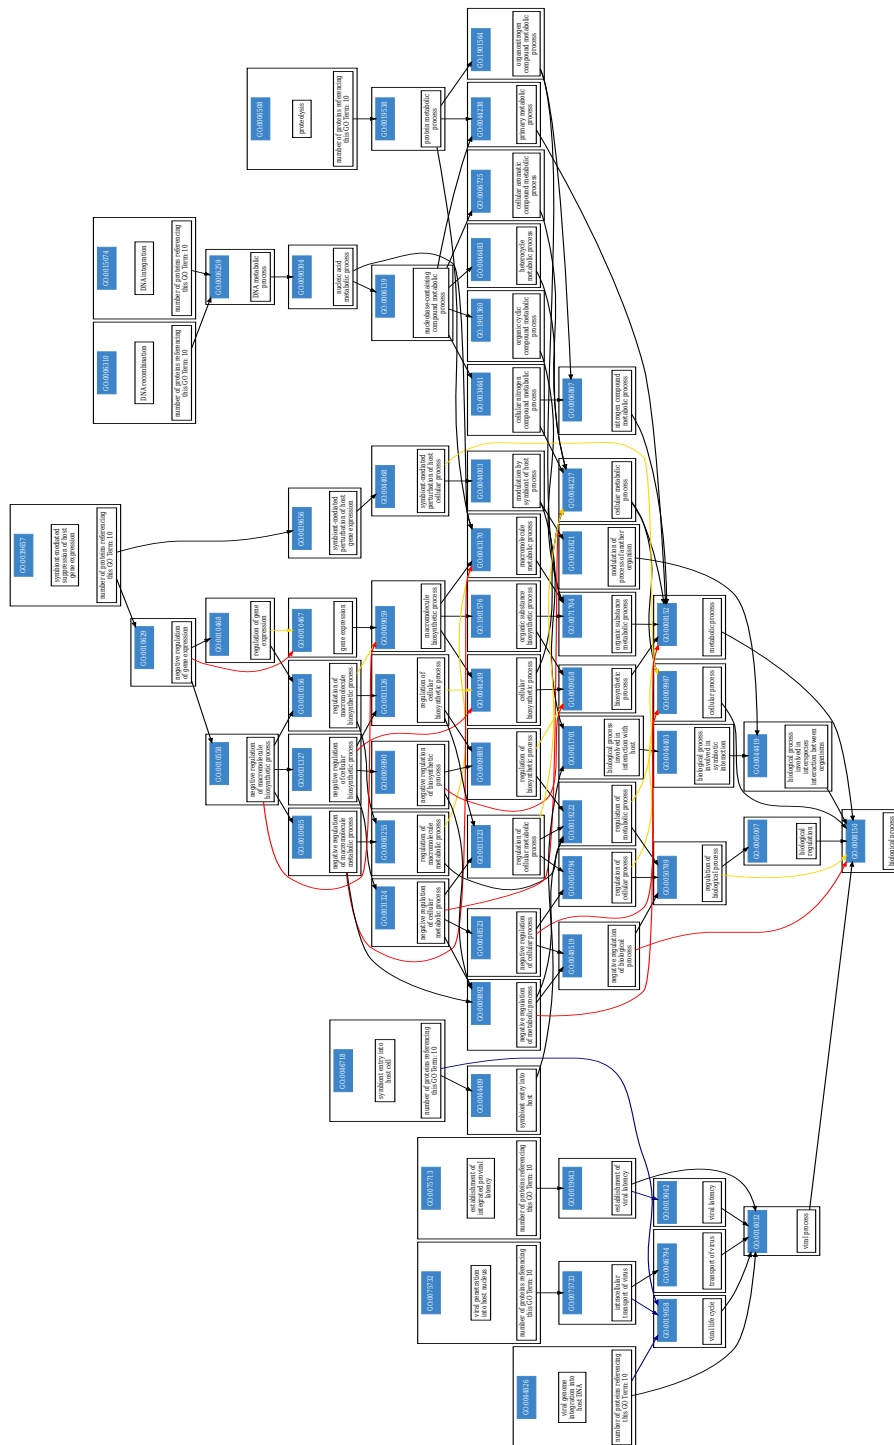 GO:0039657
symbiont-mediated
suppression of host
gene expression
number of proteins referencing
this GO Term: 10
GO:0006310
DNA recombination
number of proteins referencing
this GO Term: 10
GO:0015074
DNA integration
number of proteins referencing
this GO Term: 10
GO:0010629
negative regulation
of gene expression
GO:0010558
negative regulation
of macromolecule
biosynthetic process
GO:0010468
regulation of gene
expression
GO:0006259
DNA metabolic
process
GO:0006508
proteolysis
number of proteins referencing
this GO Term: 10
GO:0010605
negative regulation
of macromolecule
metabolic process
GO:0031327
negative regulation
of cellular
biosynthetic process
GO:0010556
regulation of
macromolecule
biosynthetic process
GO:0010467
gene expression
GO:0039656
symbiont-mediated
perturbation of host
gene expression
GO:0090304
nucleic acid
metabolic process
GO:0046718
symbiont entry into
host cell
number of proteins referencing
this GO Term: 10
GO:0031324
negative regulation
of cellular
metabolic process
GO:0060255
regulation of
macromolecule
metabolic process
GO:0009890
negative regulation
of biosynthetic
process
GO:0031326
regulation of
cellular
biosynthetic process
GO:0009059
macromolecule
biosynthetic process
GO:0044068
symbiont-mediated
perturbation of host
cellular process
GO:0006139
nucleobase-containing
compound metabolic
process
GO:0019538
protein metabolic
process
GO:0075732
viral penetration
into host nucleus
number of proteins referencing
this GO Term: 10
GO:0075713
establishment of
integrated proviral
latency
number of proteins referencing
this GO Term: 10
GO:0044409
symbiont entry into
host
GO:0009892
negative regulation
of metabolic process
GO:0048523
negative regulation
of cellular process
GO:0031323
regulation of
cellular metabolic
process
GO:0009889
regulation of
biosynthetic process
GO:0044249
cellular
biosynthetic process
GO:1901576
organic substance
biosynthetic process
GO:0043170
macromolecule
metabolic process
GO:0044003
modulation by
symbiont of host
process
GO:0034641
cellular nitrogen
compound metabolic
process
GO:1901360
organic cyclic
compound metabolic
process
GO:0046483
heterocycle
metabolic process
GO:0006725
cellular aromatic
compound metabolic
process
GO:0044238
primary metabolic
process
GO:1901564
organonitrogen
compound metabolic
process
GO:0044826
viral genome
integration into
host DNA
number of proteins referencing
this GO Term: 10
GO:0075733
intracellular
transport of virus
GO:0019043
establishment of
viral latency
GO:0048519
negative regulation
of biological
process
GO:0050794
regulation of
cellular process
GO:0019222
regulation of
metabolic process
GO:0051701
biological process
involved in
interaction with
host
GO:0009058
biosynthetic process
GO:0071704
organic substance
metabolic process
GO:0035821
modulation of
process of another
organism
GO:0044237
cellular metabolic
process
GO:0006807
nitrogen compound
metabolic process
GO:0019058
viral life cycle
GO:0046794
transport of virus
GO:0019042
viral latency
GO:0050789
regulation of
biological process
GO:0044403
biological process
involved in
symbiotic
interaction
GO:0009987
cellular process
GO:0008152
metabolic process
GO:0016032
viral process
GO:0065007
biological
regulation
GO:0044419
biological process
involved in
interspecies
interaction between
organisms
GO:0008150
biological process